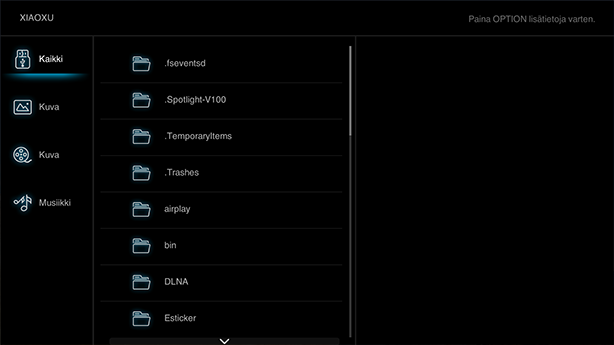 XIAOXU
Paina OPTION lisätietoja varten.
Kaikki
Kuva
Kuva
Musiikki
.fseventsd
.Spotlight-V100
.TemporaryItems
.Trashes
airplay
bin
DLNA
Esticker